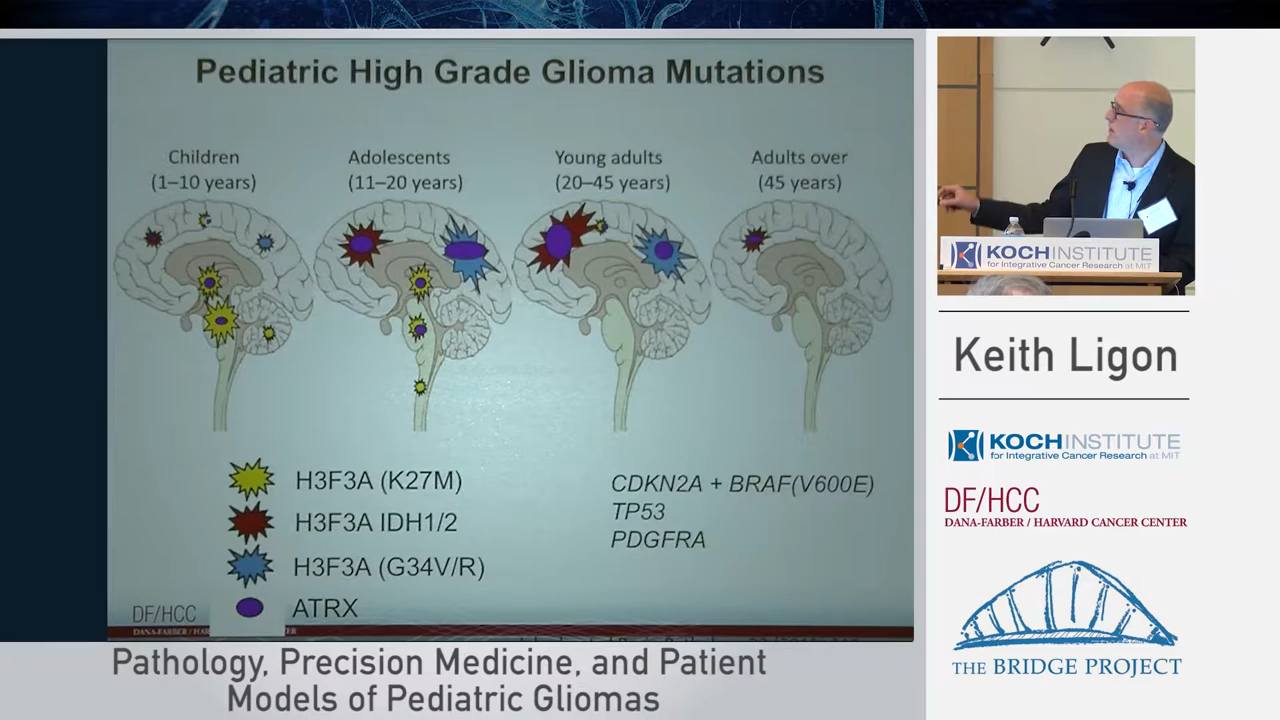 Pediatric High Grade Glioma Mutations
Children
(1–10 years)
Adolescents
(11–20 years)
Young adults
(20–45 years)
Adults over
(45 years)
H3F3A (K27M)
H3F3A IDH1/2
H3F3A (G34V/R)
ATRX
CDKN2A + BRAF(V600E)
TP53
PDGFRA
DF/HCC
DANA-FARBER /
KOCH INSTITUTE
for Integrative Cancer Research at MIT
Keith Ligon
KOCH INSTITUTE
for Integrative Cancer Research at MIT
DF/HCC
DANA-FARBER / HARVARD CANCER CENTER
THE BRIDGE PROJECT
Pathology, Precision Medicine, and Patient
Models of Pediatric Gliomas